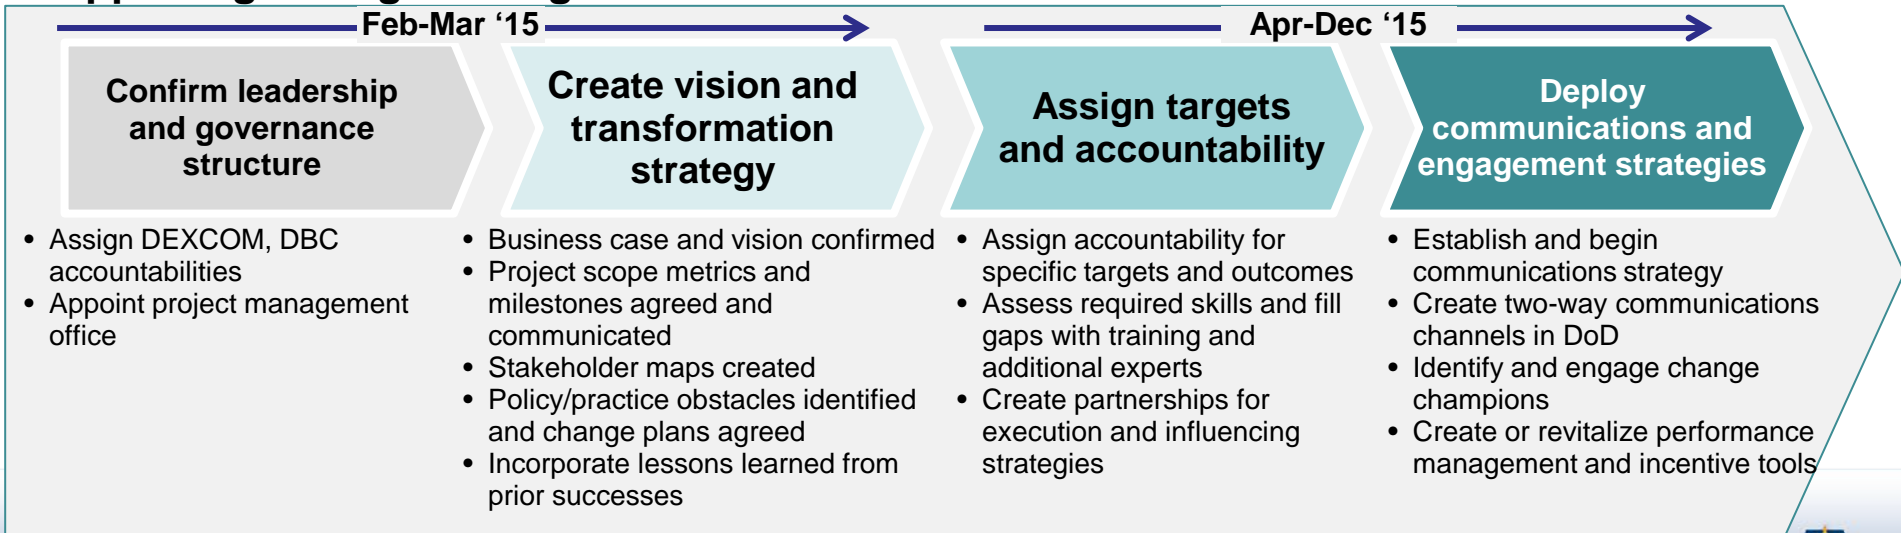 Feb-Mar ‘15
Apr-Dec ‘15
Confirm leadership
and governance
structure
Create vision and
transformation
strategy
Assign targets
and accountability
Deploy
communications and
engagement strategies
• Assign DEXCOM, DBC
accountabilities
• Appoint project management
office
• Business case and vision confirmed
• Project scope metrics and
milestones agreed and
communicated
• Stakeholder maps created
• Policy/practice obstacles identified
and change plans agreed
• Incorporate lessons learned from
prior successes
• Assign accountability for
specific targets and outcomes
• Assess required skills and fill
gaps with training and
additional experts
• Create partnerships for
execution and influencing
strategies
• Establish and begin
communications strategy
• Create two-way communications
channels in DoD
• Identify and engage change
champions
• Create or revitalize performance
management and incentive tools